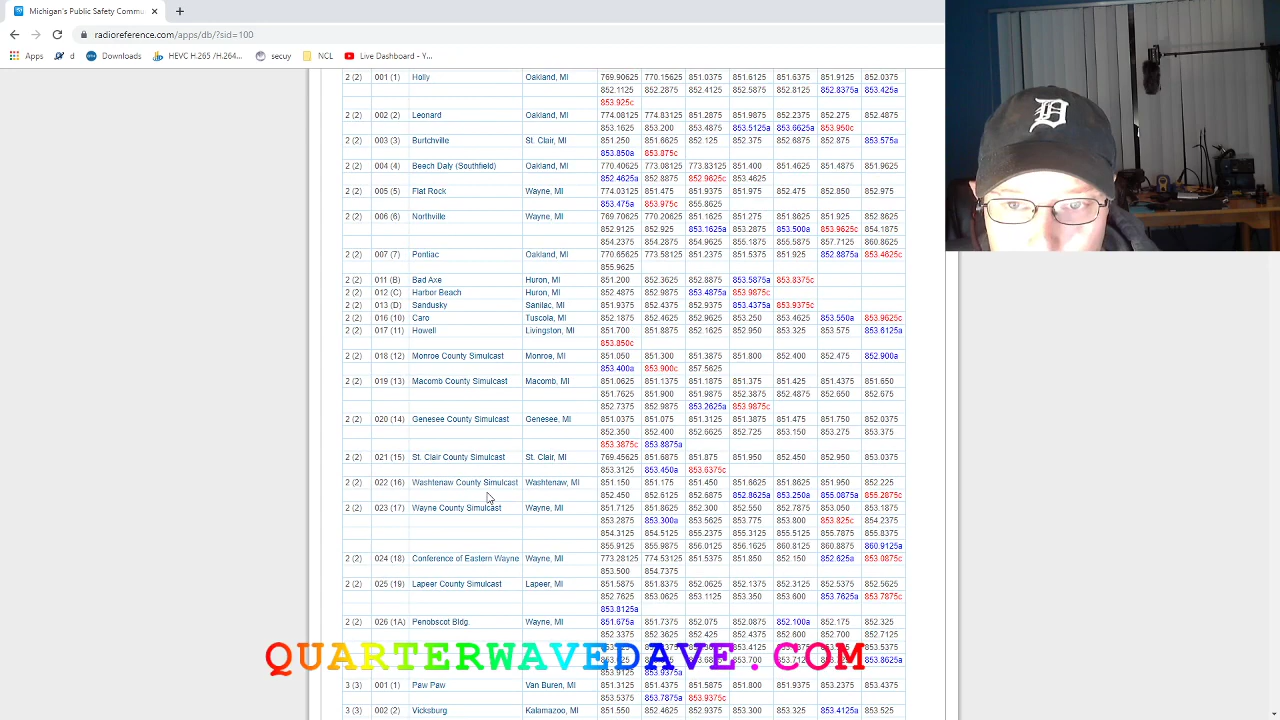 Michigan's Public Safety Commu
radioreference.com/apps/db/?sid=100
Apps d Downloads HEVC H.265 /H.264... secuy NCL Live Dashboard - Y...
2 (2) 001 (1) Holly Oakland, MI 769.90625 770.15625 851.0375 851.6125 851.6375 851.9125 852.0375
852.1125 852.2875 852.4125 852.5875 852.8125 852.8375a 853.425a
853.925c
2 (2) 002 (2) Leonard Oakland, MI 774.08125 774.83125 851.2875 851.9875 852.2375 852.275 852.4875
853.1625 853.200 853.4875 853.5125a 853.6625a 853.950c
2 (2) 003 (3) Burtchville St. Clair, MI 851.250 851.6625 852.125 852.375 852.6875 852.875 853.575a
853.850a 853.875c
2 (2) 004 (4) Beech Daly (Southfield) Oakland, MI 770.40625 773.08125 773.83125 851.400 851.4625 851.4875 851.9625
852.4625a 852.8875 852.9625c 853.4625
2 (2) 005 (5) Flat Rock Wayne, MI 774.03125 851.475 851.9375 851.975 852.475 852.850 852.975
853.475a 853.975c 855.8625
2 (2) 006 (6) Northville Wayne, MI 769.70625 770.20625 851.1625 851.275 851.8625 851.925 852.8625
852.9125 852.925 853.1625a 853.2875 853.500a 853.9625c 854.1875
854.2375 854.2875 854.9625 855.1875 855.5875 857.7125 860.8625
2 (2) 007 (7) Pontiac Oakland, MI 770.65625 773.58125 851.2375 851.5375 851.925 852.8875a 853.4625c
855.9625
2 (2) 011 (B) Bad Axe Huron, MI 851.200 852.3625 852.8875 853.5875a 853.8375c
2 (2) 012 (C) Harbor Beach Huron, MI 852.4875 852.9875 853.4875a 853.9875c
2 (2) 013 (D) Sandusky Sanilac, MI 851.9375 852.4375 852.9375 853.4375a 853.9375c
2 (2) 016 (10) Caro Tuscola, MI 852.1875 852.4625 852.9625 853.250 853.4625 853.550a 853.9625c
2 (2) 017 (11) Howell Livingston, MI 851.700 851.8875 852.1625 852.950 853.325 853.575 853.6125a
853.850c
2 (2) 018 (12) Monroe County Simulcast Monroe, MI 851.050 851.300 851.3875 851.800 852.400 852.475 852.900a
853.400a 853.900c 857.5625
2 (2) 019 (13) Macomb County Simulcast Macomb, MI 851.0625 851.1375 851.1875 851.375 851.425 851.4375 851.650
851.7625 851.900 851.9875 852.3875 852.4875 852.650 852.675
852.7375 852.9875 853.2625a 853.9875c
2 (2) 020 (14) Genesee County Simulcast Genesee, MI 851.0375 851.075 851.3125 851.3875 851.475 851.750 852.0375
852.350 852.400 852.6625 852.725 853.150 853.275 853.375
853.3875c 853.8875a
2 (2) 021 (15) St. Clair County Simulcast St. Clair, MI 769.45625 851.6875 851.875 851.950 852.450 852.950 853.0375
853.3125 853.450a 853.6375c
2 (2) 022 (16) Washtenaw County Simulcast Washtenaw, MI 851.150 851.175 851.450 851.6625 851.8625 851.950 852.225
852.450 852.6125 852.6875 852.8625a 853.250a 855.0875a 855.2875c
2 (2) 023 (17) Wayne County Simulcast Wayne, MI 851.7125 851.8625 852.300 852.550 852.7875 853.050 853.1875
853.2875 853.300a 853.5625 853.775 853.800 853.825c 854.2375
854.3125 854.5125 855.2375 855.3125 855.5125 855.7875 855.8375
855.9125 855.9875 856.0125 856.1625 860.8125 860.8875 860.9125a
2 (2) 024 (18) Conference of Eastern Wayne Wayne, MI 773.28125 774.53125 851.5375 851.850 852.150 852.625a 853.0875c
853.500 854.7375
2 (2) 025 (19) Lapeer County Simulcast Lapeer, MI 851.5875 851.8375 852.0625 852.1375 852.3125 852.5375 852.5625
852.7625 853.0625 853.1125 853.350 853.600 853.7625a 853.7875c
853.8125a
2 (2) 026 (1A) Penobscot Bldg. Wayne, MI 851.675a 851.7375 852.075 852.0875 852.100a 852.175 852.325
852.3375 852.3625 852.425 852.4375 852.600 852.700 852.7125
853.4125 853.5375
853.700 853.8625a
853.9125 853.9375a
QUARTERWAVEDAVE.COM
3 (3) 001 (1) Paw Paw Van Buren, MI 851.3125 851.4375 851.5875 851.800 851.9375 853.2375 853.4375
853.5375 853.7875a 853.9375c
3 (3) 002 (2) Vicksburg Kalamazoo, MI 851.550 852.4625 852.9375 853.300 853.325 853.4125a 853.525